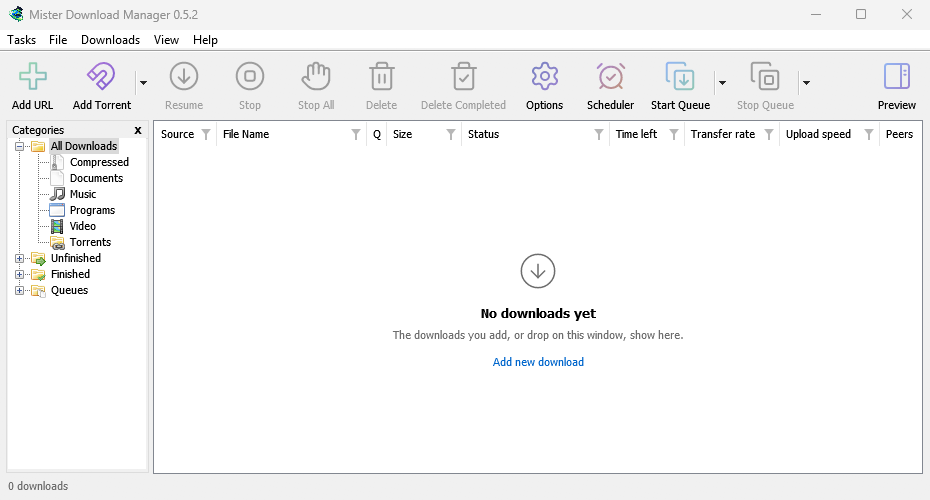 Mister Download Manager 0.5.2
Tasks File Downloads View Help
Add URL Add Torrent Resume Stop Stop All Delete Delete Completed Options Scheduler Start Queue Stop Queue Preview
Categories x
Source File Name Q Size Status Time left Transfer rate Upload speed Peers
All Downloads
Compressed
Documents
Music
Programs
Video
Torrents
Unfinished
Finished
Queues
No downloads yet
The downloads you add, or drop on this window, show here.
Add new download
0 downloads